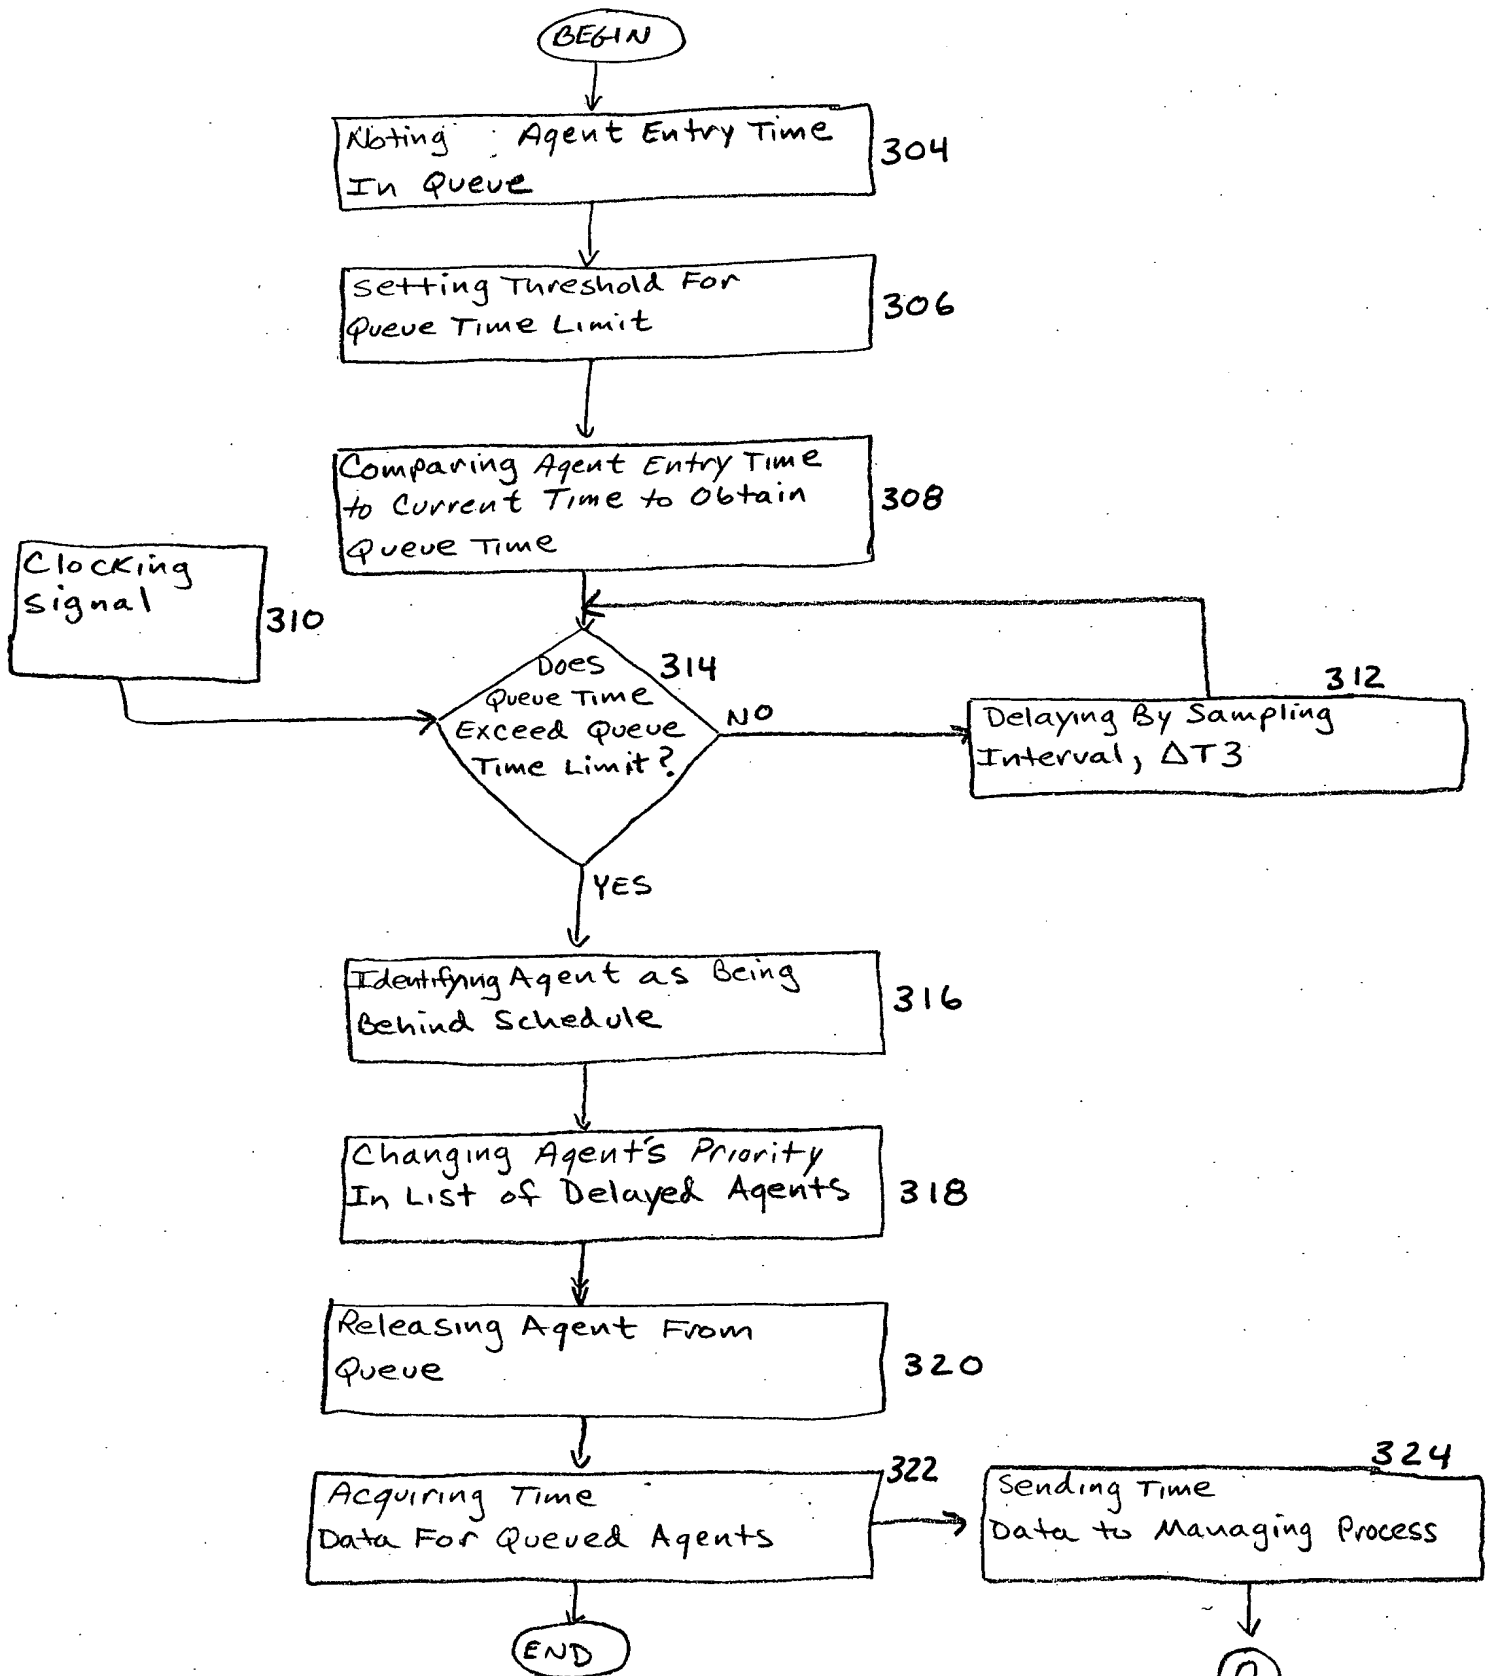 BEGIN
Noting Agent Entry Time
In Queue
304
Setting Threshold For
Queue Time Limit
306
Comparing Agent Entry Time
to Current Time to Obtain
Queue Time
308
Clocking
Signal
310
Does
Queue Time
Exceed Queue
Time Limit?
314
NO
312
Delaying By Sampling
Interval, ΔT3
YES
Identifying Agent as Being
Behind Schedule
316
Changing Agent's Priority
In List of Delayed Agents
318
Releasing Agent From
Queue
320
Acquiring Time
Data For Queued Agents
322
324
Sending Time
Data to Managing Process
END